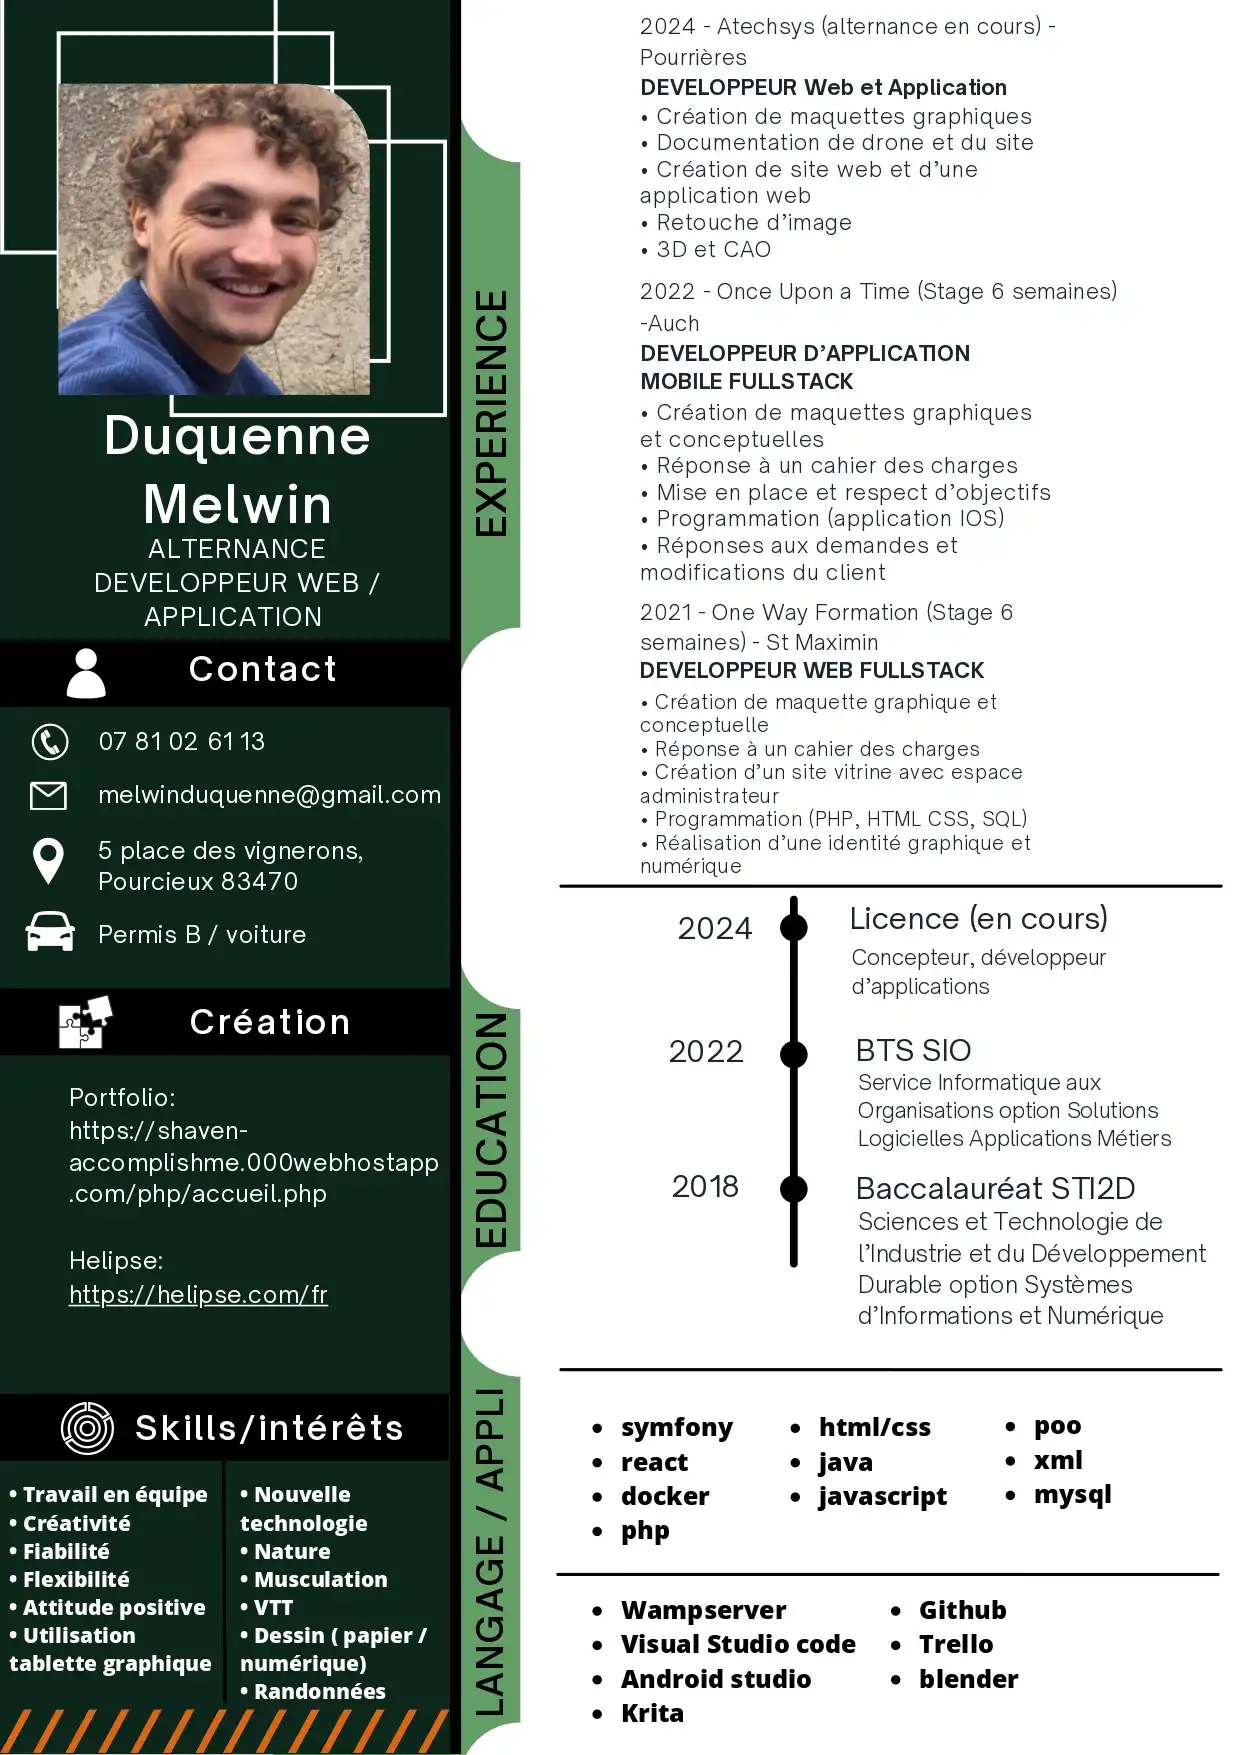 Duquenne
Melwin
ALTERNANCE
DEVELOPPEUR WEB /
APPLICATION
Contact
07 81 02 61 13
melwinduquenne@gmail.com
5 place des vignerons,
Pourcieux 83470
Permis B / voiture
Création
Portfolio:
https://shaven-
accomplishme.000webhostapp
.com/php/accueil.php
Helipse:
https://helipse.com/fr
Skills/intérêts
• Travail en équipe
• Créativité
• Fiabilité
• Flexibilité
• Attitude positive
• Utilisation
tablette graphique
• Nouvelle
technologie
• Nature
• Musculation
• VTT
• Dessin ( papier /
numérique)
• Randonnées
EXPERIENCE
2024 - Atechsys (alternance en cours) -
Pourrières
DEVELOPPEUR Web et Application
• Création de maquettes graphiques
• Documentation de drone et du site
• Création de site web et d’une
application web
• Retouche d’image
• 3D et CAO
2022 - Once Upon a Time (Stage 6 semaines)
-Auch
DEVELOPPEUR D’APPLICATION
MOBILE FULLSTACK
• Création de maquettes graphiques
et conceptuelles
• Réponse à un cahier des charges
• Mise en place et respect d’objectifs
• Programmation (application IOS)
• Réponses aux demandes et
modifications du client
2021 - One Way Formation (Stage 6
semaines) - St Maximin
DEVELOPPEUR WEB FULLSTACK
• Création de maquette graphique et
conceptuelle
• Réponse à un cahier des charges
• Création d’un site vitrine avec espace
administrateur
• Programmation (PHP, HTML CSS, SQL)
• Réalisation d’une identité graphique et
numérique
EDUCATION
2024
Licence (en cours)
Concepteur, développeur
d’applications
2022
BTS SIO
Service Informatique aux
Organisations option Solutions
Logicielles Applications Métiers
2018
Baccalauréat STI2D
Sciences et Technologie de
l’Industrie et du Développement
Durable option Systèmes
d’Informations et Numérique
LANGAGE / APPLI
• symfony
• react
• docker
• php
• html/css
• java
• javascript
• poo
• xml
• mysql
• Wampserver
• Visual Studio code
• Android studio
• Krita
• Github
• Trello
• blender